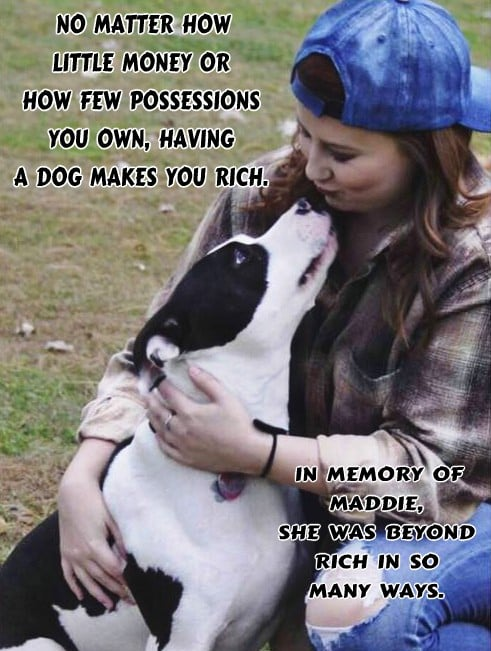 NO MATTER HOW
LITTLE MONEY OR
HOW FEW POSSESSIONS
YOU OWN, HAVING
A DOG MAKES YOU RICH.
IN MEMORY OF
MADDIE,
SHE WAS BEYOND
RICH IN SO
MANY WAYS.